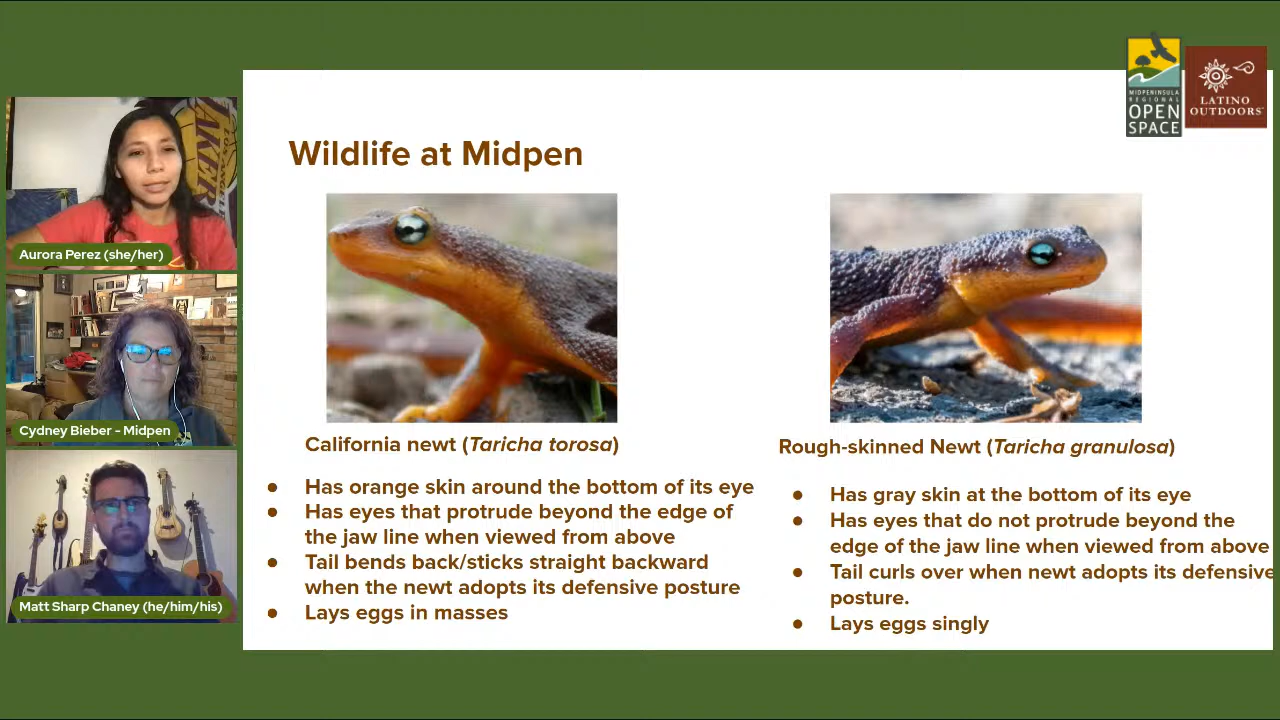 MIDPENINSULA
REGIONAL
OPEN
SPACE
LATINO
OUTDOORS
Wildlife at Midpen
Aurora Perez (she/her)
Cydney Bieber - Midpen
Matt Sharp Chaney (he/him/his)
California newt (Taricha torosa)
● Has orange skin around the bottom of its eye
● Has eyes that protrude beyond the edge of
the jaw line when viewed from above
● Tail bends back/sticks straight backward
when the newt adopts its defensive posture
● Lays eggs in masses
Rough-skinned Newt (Taricha granulosa)
● Has gray skin at the bottom of its eye
● Has eyes that do not protrude beyond the
edge of the jaw line when viewed from above
● Tail curls over when newt adopts its defensive
posture.
● Lays eggs singly